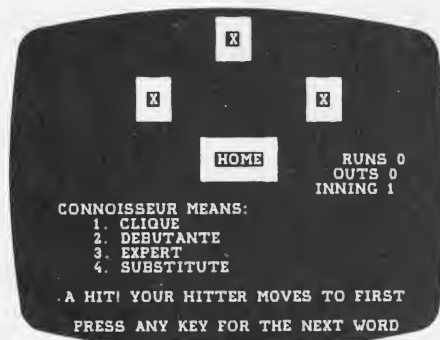 X
X X
HOME
RUNS 0
OUTS 0
INNING 1
CONNOISSEUR MEANS:
1. CLIQUE
2. DEBUTANTE
3. EXPERT
4. SUBSTITUTE
A HIT! YOUR HITTER MOVES TO FIRST
PRESS ANY KEY FOR THE NEXT WORD